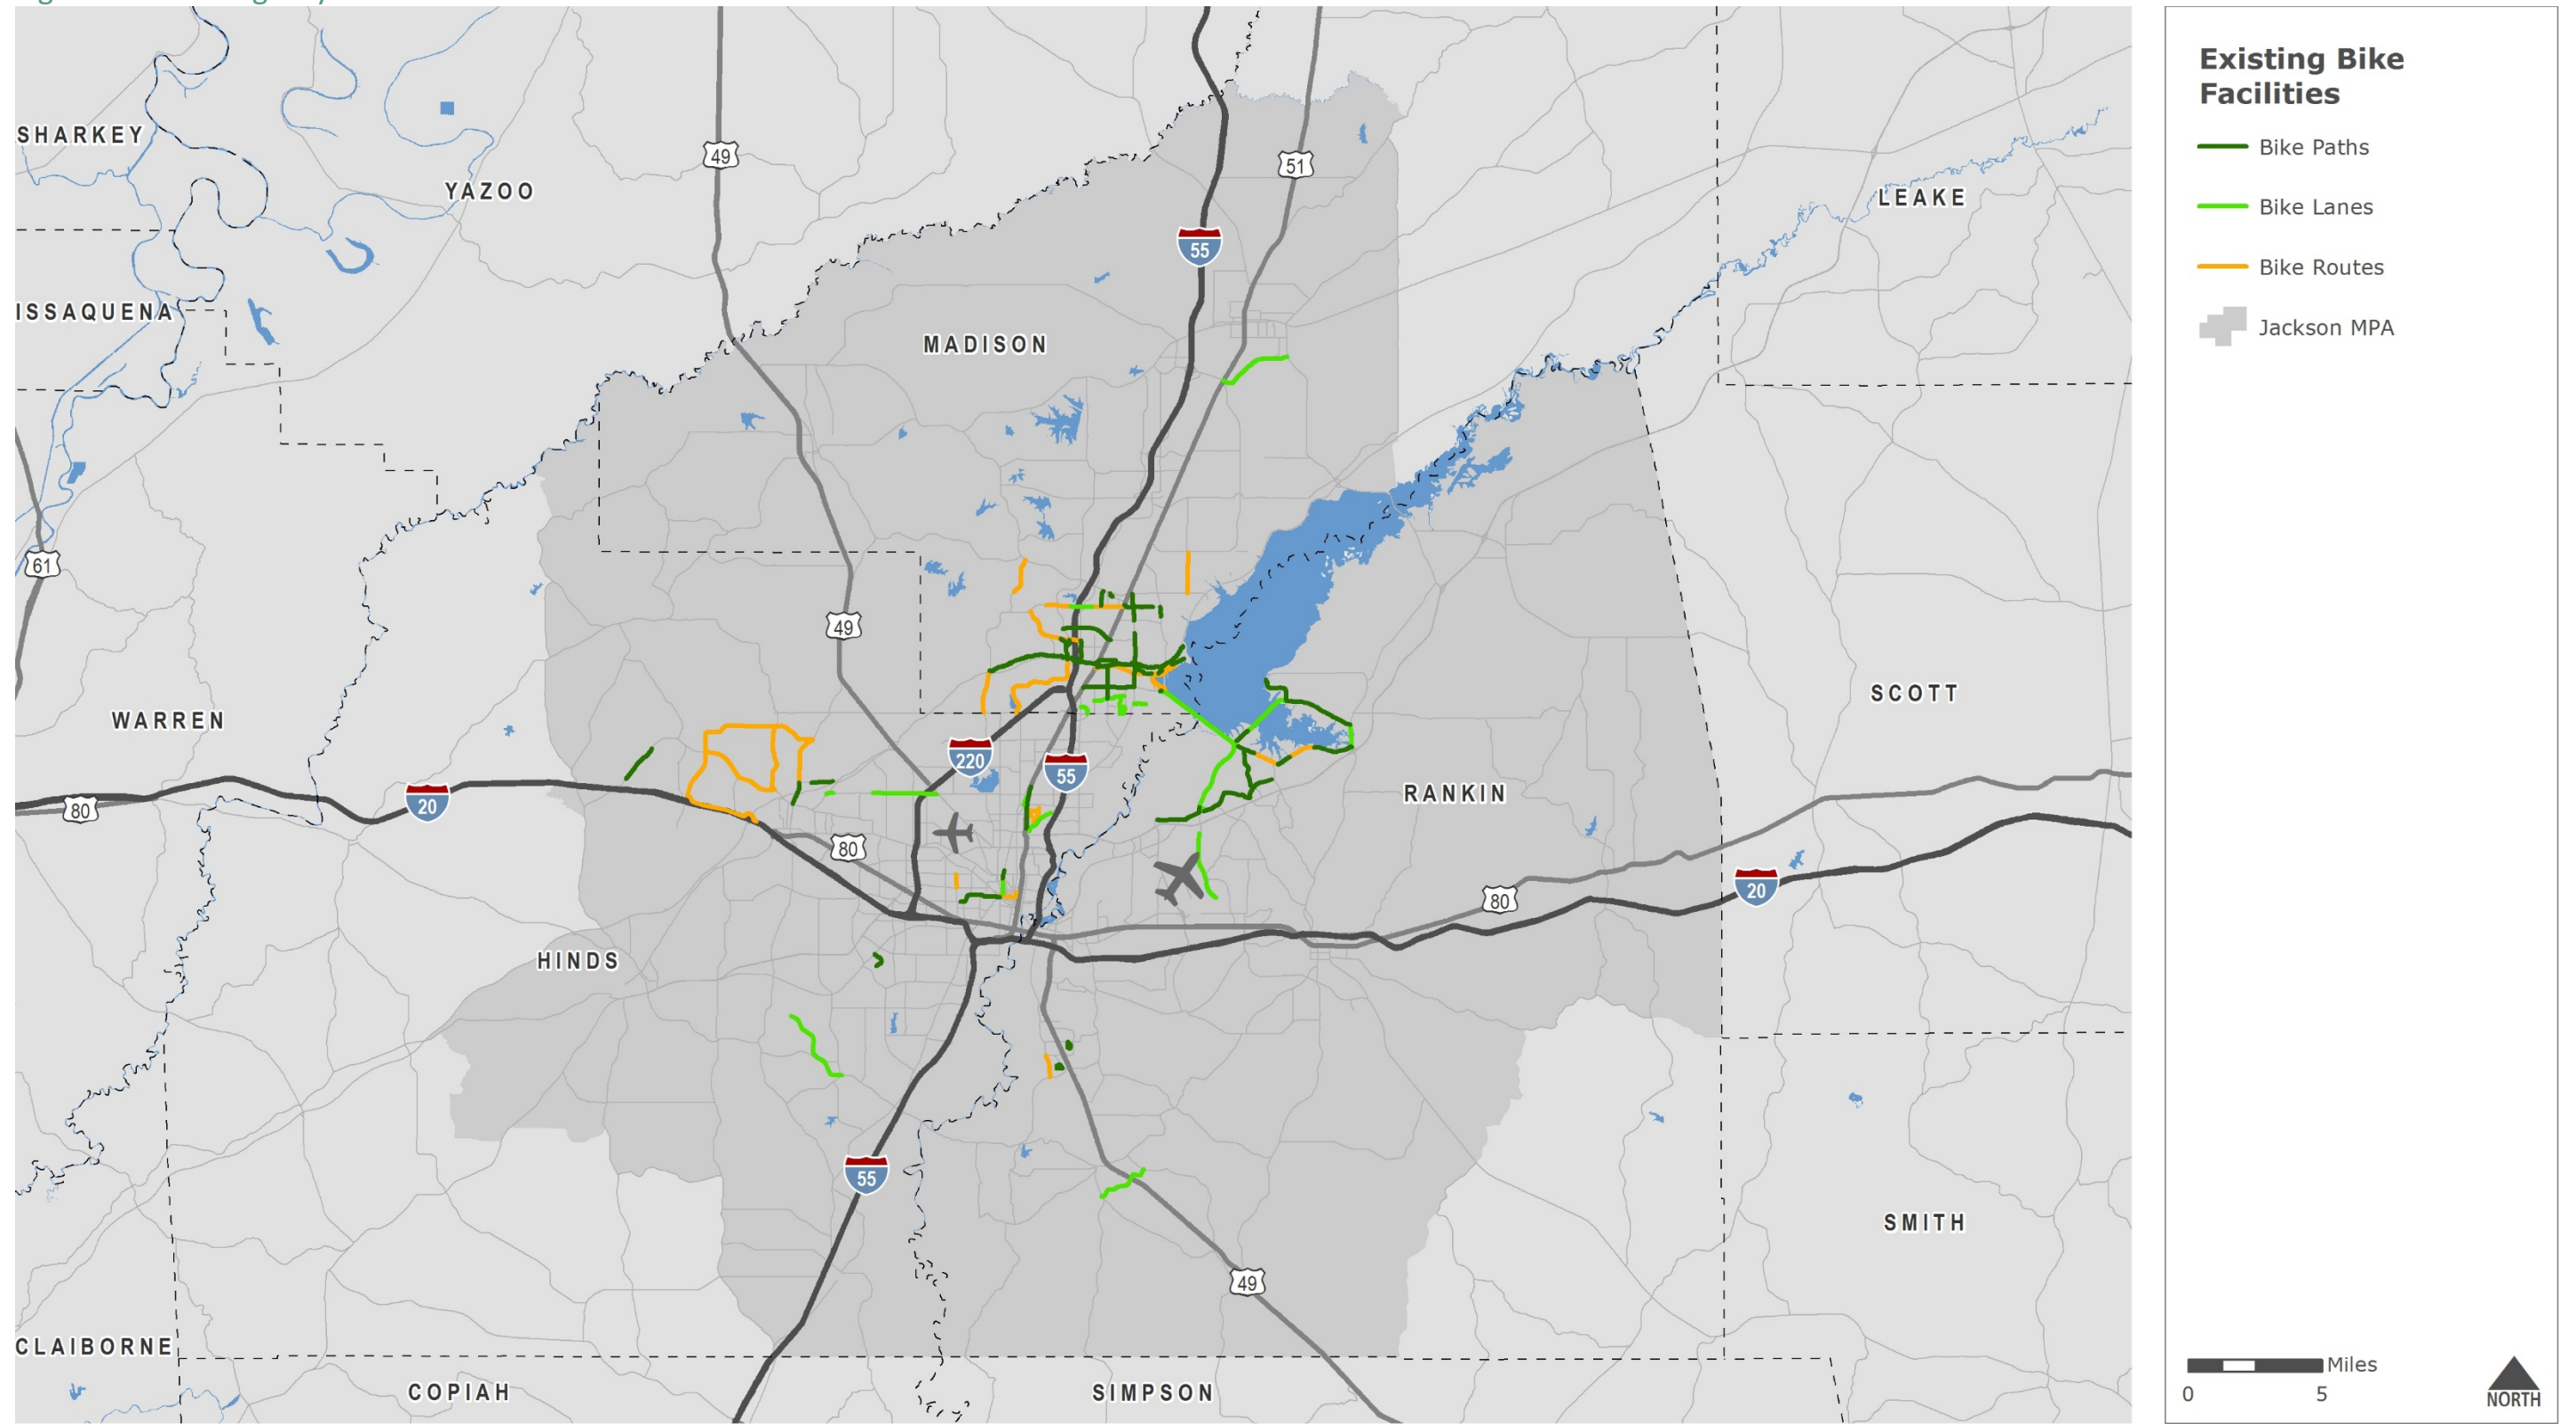 SHARKEY
YAZOO
49
51
LEAKE
55
ISSAQUENA
MADISON
61
49
WARREN
SCOTT
220
55
20
80
RANKIN
80
20
80
HINDS
55
SMITH
49
CLAIBORNE
COPIAH
SIMPSON
Existing Bike
Facilities
Bike Paths
Bike Lanes
Bike Routes
Jackson MPA
Miles
0 5
NORTH